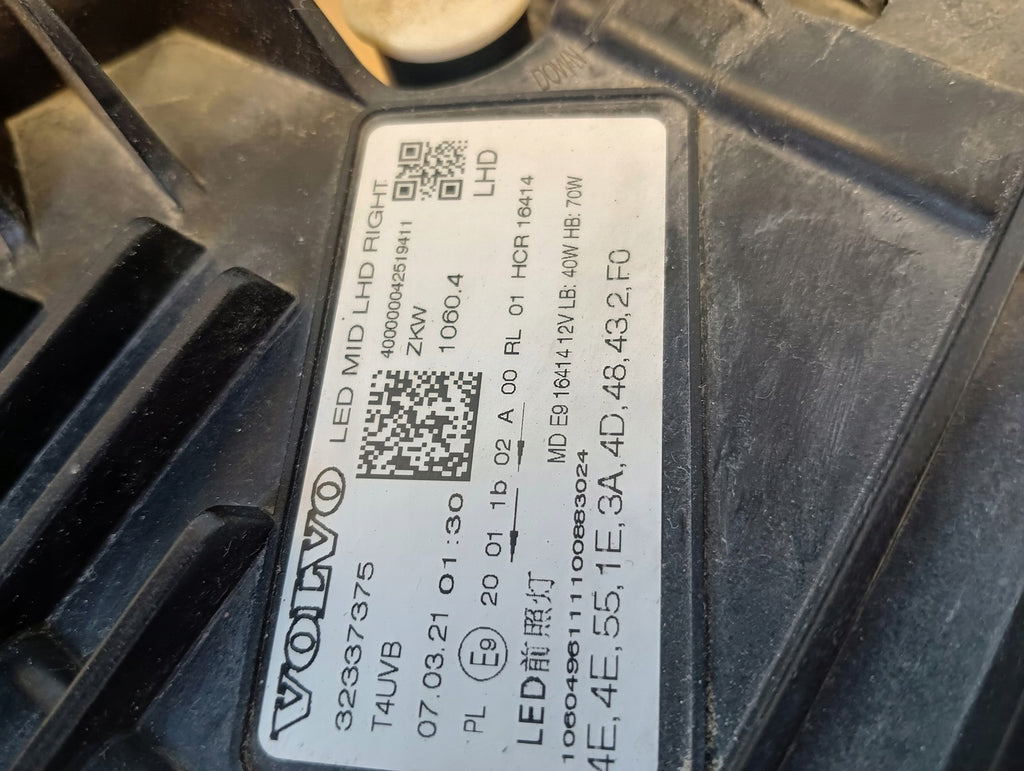 DOWN
VOLVO LED MID LHD RIGHT
32337375 4000000042519411
T4UVB ZKW LHD
07.03.21 01:30 1060.4
PL E9 20 01 1b 02 A 00 RL 01 HCR 16414
LED前照灯 MD E9 16414 12V LB: 40W HB: 70W
10604961111100883024
4E,4E,55,1E,3A,4D,48,43,2,F0